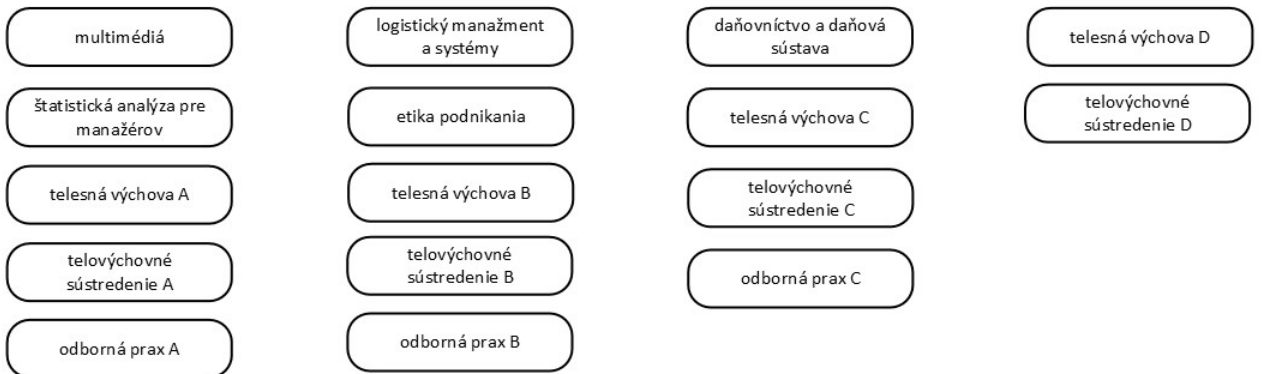 multimédiá
štatistická analýza pre
manažérov
telesná výchova A
telovýchovné
sústredenie A
odborná prax A
logistický manažment
a systémy
etika podnikania
telesná výchova B
telovýchovné
sústredenie B
odborná prax B
daňovníctvo a daňová
sústava
telesná výchova C
telovýchovné
sústredenie C
odborná prax C
telesná výchova D
telovýchovné
sústredenie D